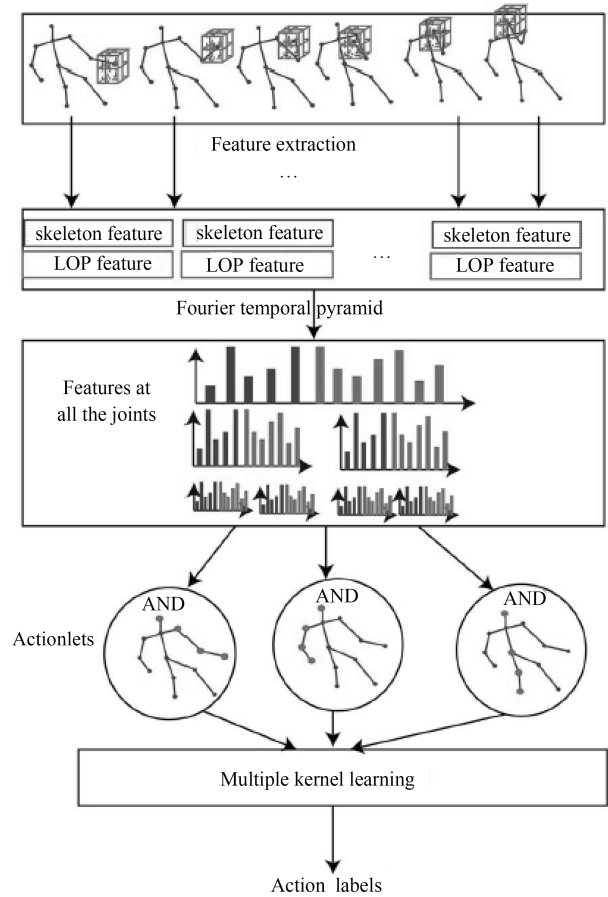 Feature extraction
...
skeleton feature skeleton feature skeleton feature
LOP feature LOP feature ... LOP feature
Fourier temporal pyramid
Features at
all the joints
AND AND AND
Actionlets
Multiple kernel learning
Action labels